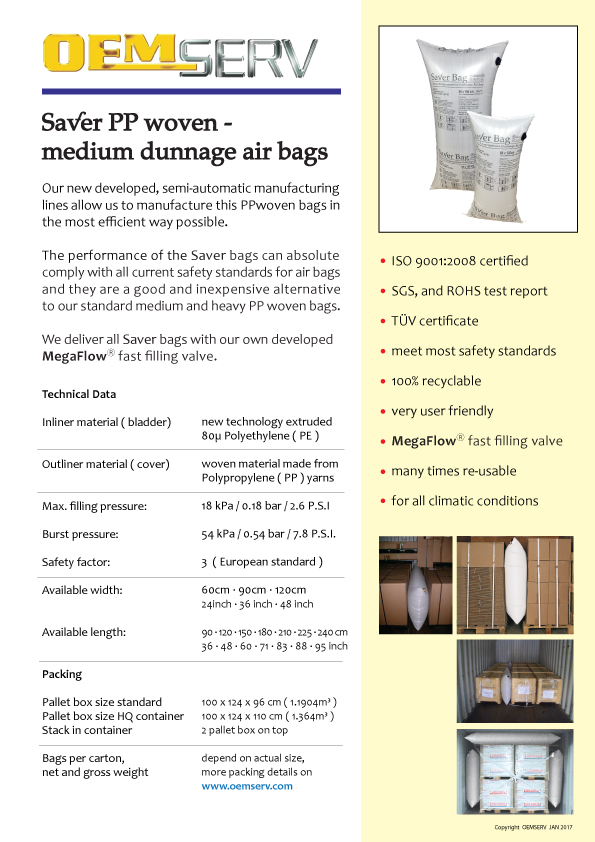 OEMSERV
Saver PP woven -
medium dunnage air bags
Our new developed, semi-automatic manufacturing
lines allow us to manufacture this PPwoven bags in
the most efficient way possible.
The performance of the Saver bags can absolute
comply with all current safety standards for air bags
and they are a good and inexpensive alternative
to our standard medium and heavy PP woven bags.
We deliver all Saver bags with our own developed
MegaFlow® fast filling valve.
Technical Data
Inliner material ( bladder) new technology extruded
80µ Polyethylene ( PE )
Outliner material ( cover) woven material made from
Polypropylene ( PP ) yarns
Max. filling pressure: 18 kPa / 0.18 bar / 2.6 P.S.I
Burst pressure: 54 kPa / 0.54 bar / 7.8 P.S.I.
Safety factor: 3 ( European standard )
Available width: 60cm · 90cm · 120cm
24inch · 36 inch · 48 inch
Available length: 90 · 120 · 150 · 180 · 210 · 225 · 240 cm
36 · 48 · 60 · 71 · 83 · 88 · 95 inch
Packing
Pallet box size standard 100 x 124 x 96 cm ( 1.1904m³ )
Pallet box size HQ container 100 x 124 x 110 cm ( 1.364m³ )
Stack in container 2 pallet box on top
Bags per carton, depend on actual size,
net and gross weight more packing details on
www.oemserv.com
Saver Bag
Saver Bag
Saver Bag
• ISO 9001:2008 certified
• SGS, and ROHS test report
• TÜV certificate
• meet most safety standards
• 100% recyclable
• very user friendly
• MegaFlow® fast filling valve
• many times re-usable
• for all climatic conditions
Copyright OEMSERV JAN 2017